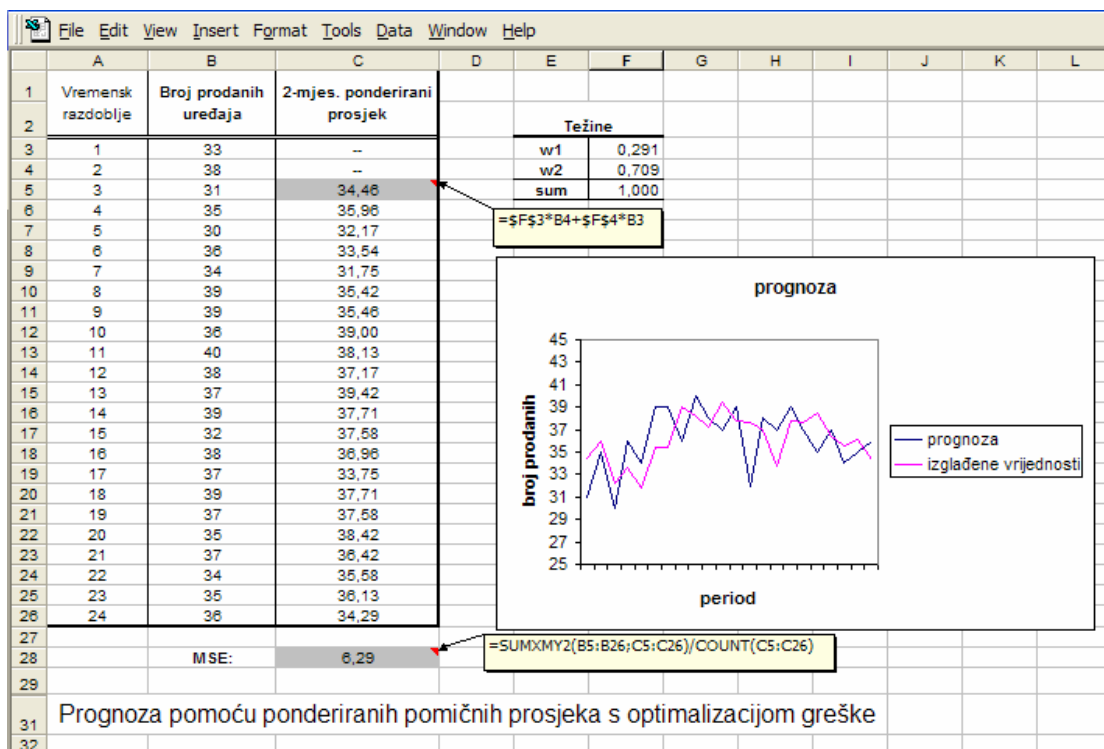 File Edit View Insert Format Tools Data Window Help
A B C D E F G H I J K L
1 Vremensk Broj prodanih 2-mjes. ponderirani
2 razdoblje uređaja prosjek Težine
3 1 33 -- w1 0,291
4 2 38 -- w2 0,709
5 3 31 34,46 sum 1,000
6 4 35 35,96
=$F$3*B4+$F$4*B3
7 5 30 32,17
8 6 36 33,54
9 7 34 31,75
10 8 39 35,42
11 9 39 35,46
12 10 36 39,00
13 11 40 38,13
14 12 38 37,17
15 13 37 39,42
16 14 39 37,71
17 15 32 37,58
18 16 38 36,96
19 17 37 33,75
20 18 39 37,71
21 19 37 37,58
22 20 35 38,42
23 21 37 36,42
24 22 34 35,58
25 23 35 36,13
26 24 36 34,29
27
28 MSE: 6,29
=SUMXMY2(B5:B26;C5:C26)/COUNT(C5:C26)
29
31 Prognoza pomoću ponderiranih pomičnih prosjeka s optimalizacijom greške
32
prognoza
45
43
41
39
37
35
33
31
29
27
25
broj prodanih
period
prognoza
izglađene vrijednosti